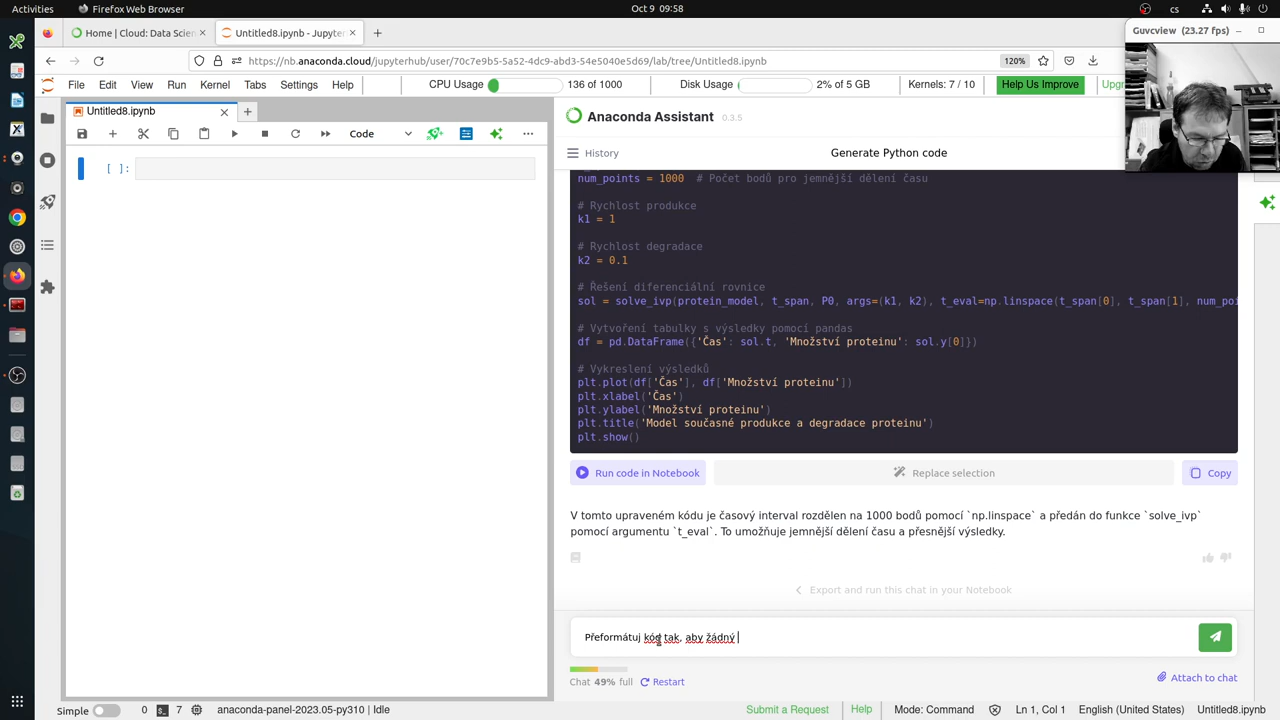 Activities
Firefox Web Browser
Oct 9 09:58
cs
Home | Cloud: Data Scien
Untitled8.ipynb - Jupyter
Guvcview (23.27 fps)
https://nb.anaconda.cloud/jupyterhub/user/70c7e9b5-5a52-4dc9-abd3-54e5040e5d69/lab/tree/Untitled8.ipynb
120%
File Edit View Run Kernel Tabs Settings Help
CPU Usage 136 of 1000
Disk Usage 2% of 5 GB
Kernels: 7 / 10
Help Us Improve
Upgr
Untitled8.ipynb
Code
[ ]:
Anaconda Assistant 0.3.5
History
Generate Python code
num_points = 1000 # Počet bodů pro jemnější dělení času
# Rychlost produkce
k1 = 1
# Rychlost degradace
k2 = 0.1
# Řešení diferenciální rovnice
sol = solve_ivp(protein_model, t_span, P0, args=(k1, k2), t_eval=np.linspace(t_span[0], t_span[1], num_poi
# Vytvoření tabulky s výsledky pomocí pandas
df = pd.DataFrame({'Čas': sol.t, 'Množství proteinu': sol.y[0]})
# Vykreslení výsledků
plt.plot(df['Čas'], df['Množství proteinu'])
plt.xlabel('Čas')
plt.ylabel('Množství proteinu')
plt.title('Model současné produkce a degradace proteinu')
plt.show()
Run code in Notebook
Replace selection
Copy
V tomto upraveném kódu je časový interval rozdělen na 1000 bodů pomocí `np.linspace` a předán do funkce `solve_ivp`
pomocí argumentu `t_eval`. To umožňuje jemnější dělení času a přesnější výsledky.
Export and run this chat in your Notebook
Přeformátuj kód tak, aby žádný
Chat 49% full
Restart
Attach to chat
Simple
0
7
anaconda-panel-2023.05-py310 | Idle
Submit a Request
Help
Mode: Command
Ln 1, Col 1
English (United States)
Untitled8.ipynb